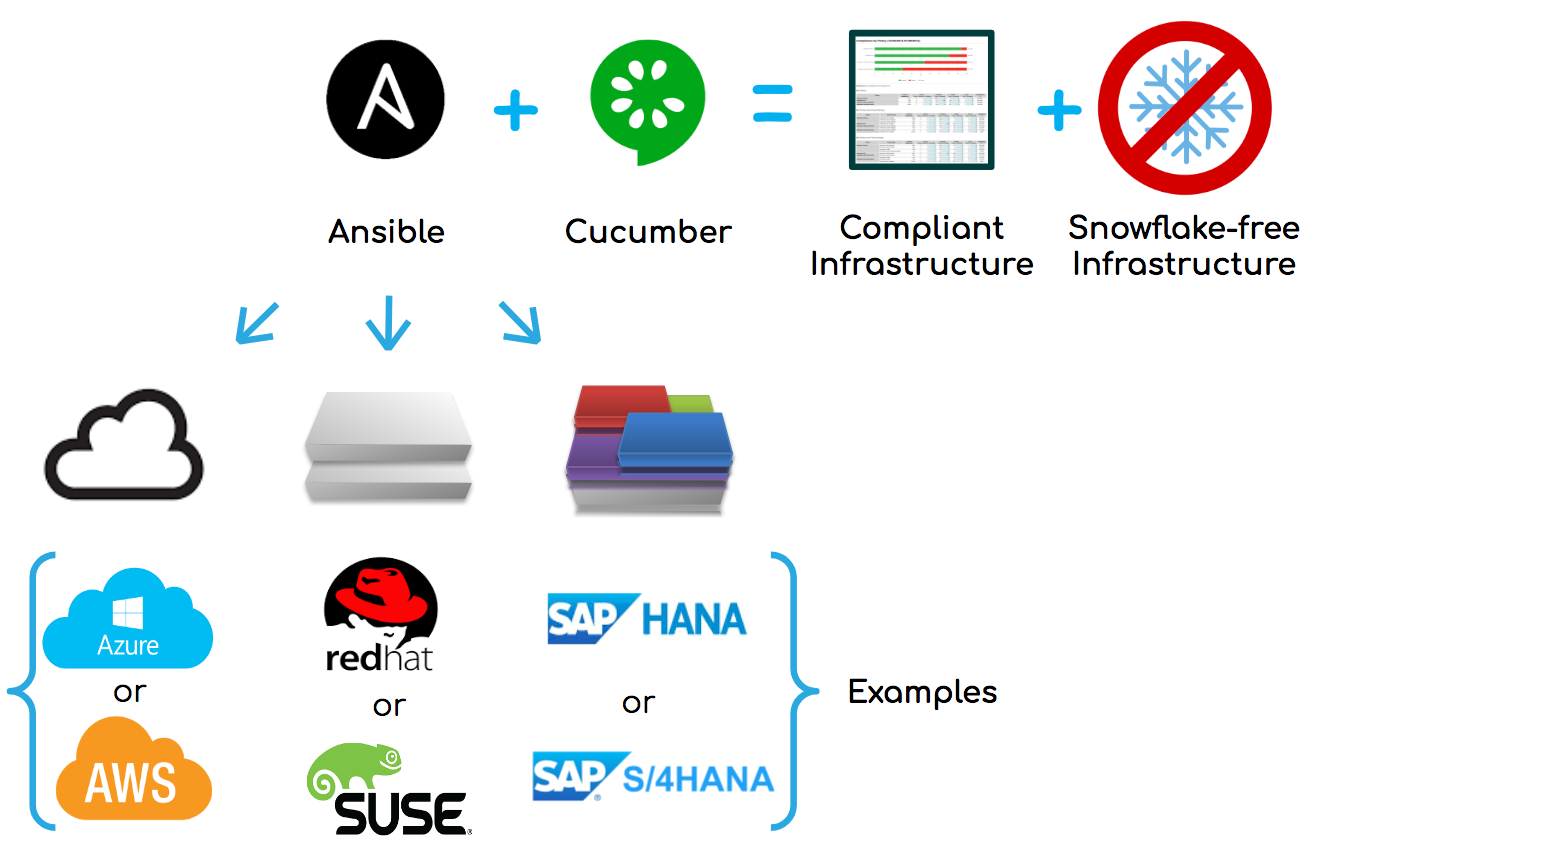 Ansible
Cucumber
Compliant
Infrastructure
Snowflake-free
Infrastructure
Azure
or
AWS
redhat
or
SUSE
SAP HANA
or
SAP S/4HANA
Examples